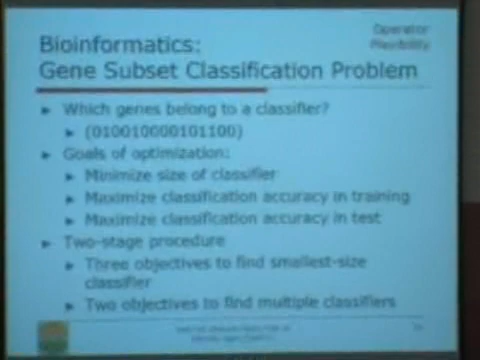 Operator
Flexibility
Bioinformatics:
Gene Subset Classification Problem
Which genes belong to a classifier?
(010010000101100)
Goals of optimization:
Minimize size of classifier
Maximize classification accuracy in training
Maximize classification accuracy in test
Two-stage procedure
Three objectives to find smallest-size
classifier
Two objectives to find multiple classifiers